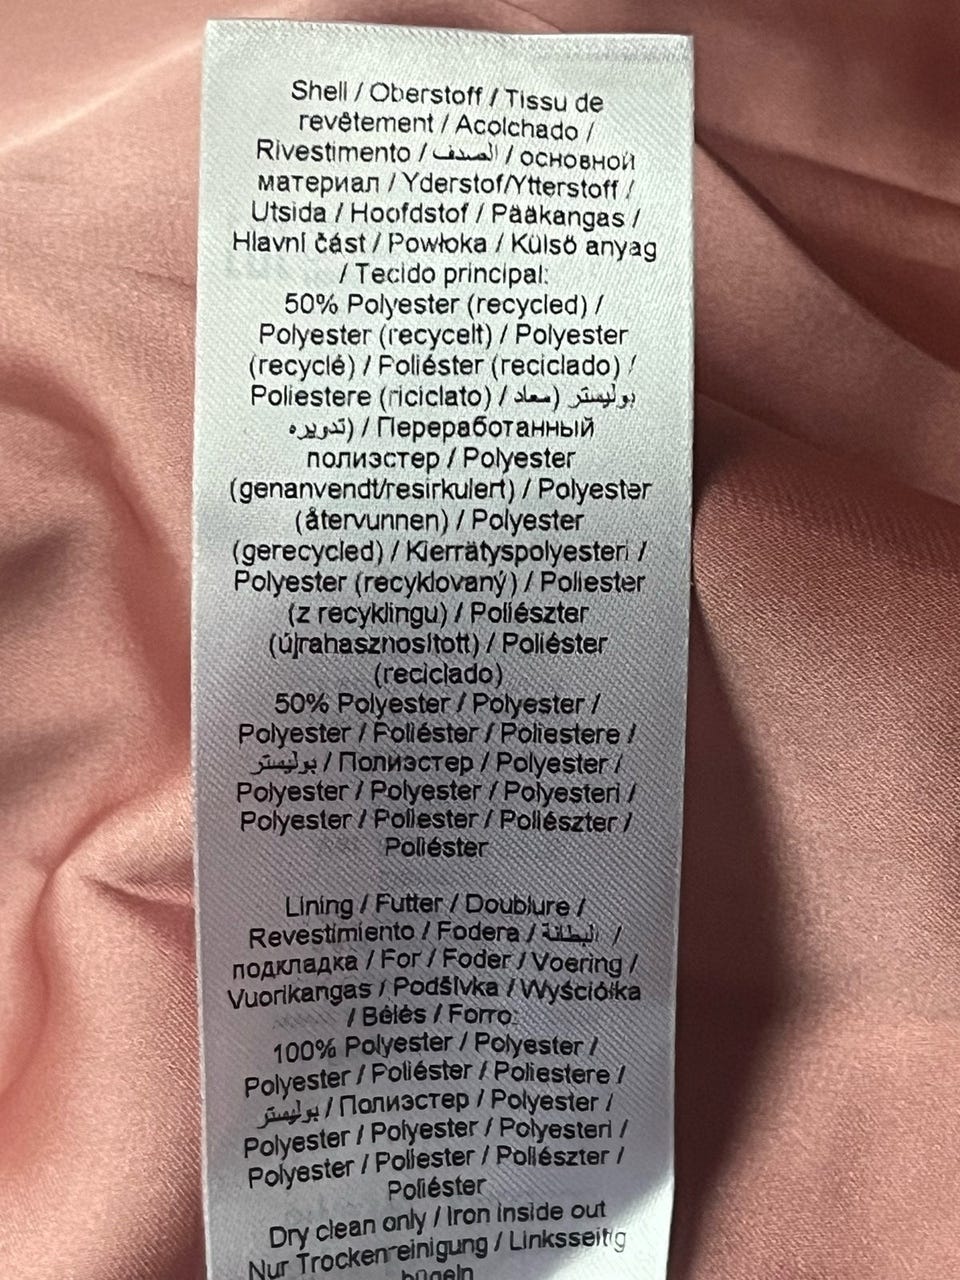 Shell / Oberstoff / Tissu de
revêtement / Acolchado /
Rivestimento / الصدف / основной
материал / Yderstof/Ytterstoff /
Utsida / Hoofdstof / Pääkangas /
Hlavní část / Powłoka / Külső anyag
/ Tecido principal:
50% Polyester (recycled) /
Polyester (recycelt) / Polyester
(recyclé) / Poliéster (reciclado) /
Poliestere (riciclato) / بوليستر (معاد
تدويره) / Переработанный
полиэстер / Polyester
(genanvendt/resirkulert) / Polyester
(återvunnen) / Polyester
(gerecycled) / Kierrätyspolyesteri /
Polyester (recyklovaný) / Poliester
(z recyklingu) / Poliészter
(újrahasznosított) / Poliéster
(reciclado)
50% Polyester / Polyester /
Polyester / Poliéster / Poliestere /
بوليستر / Полиэстер / Polyester /
Polyester / Polyester / Polyesteri /
Polyester / Poliester / Poliészter /
Poliéster
Lining / Futter / Doublure /
Revestimiento / Fodera / البطانة /
подкладка / For / Foder / Voering /
Vuorikangas / Podšívka / Wyściółka
/ Bélés / Forro:
100% Polyester / Polyester /
Polyester / Poliéster / Poliestere /
بوليستر / Полиэстер / Polyester /
Polyester / Polyester / Polyesteri /
Polyester / Poliester / Poliészter /
Poliéster
Dry clean only / Iron inside out
Nur Trockenreinigung / Linksseitig
bügeln